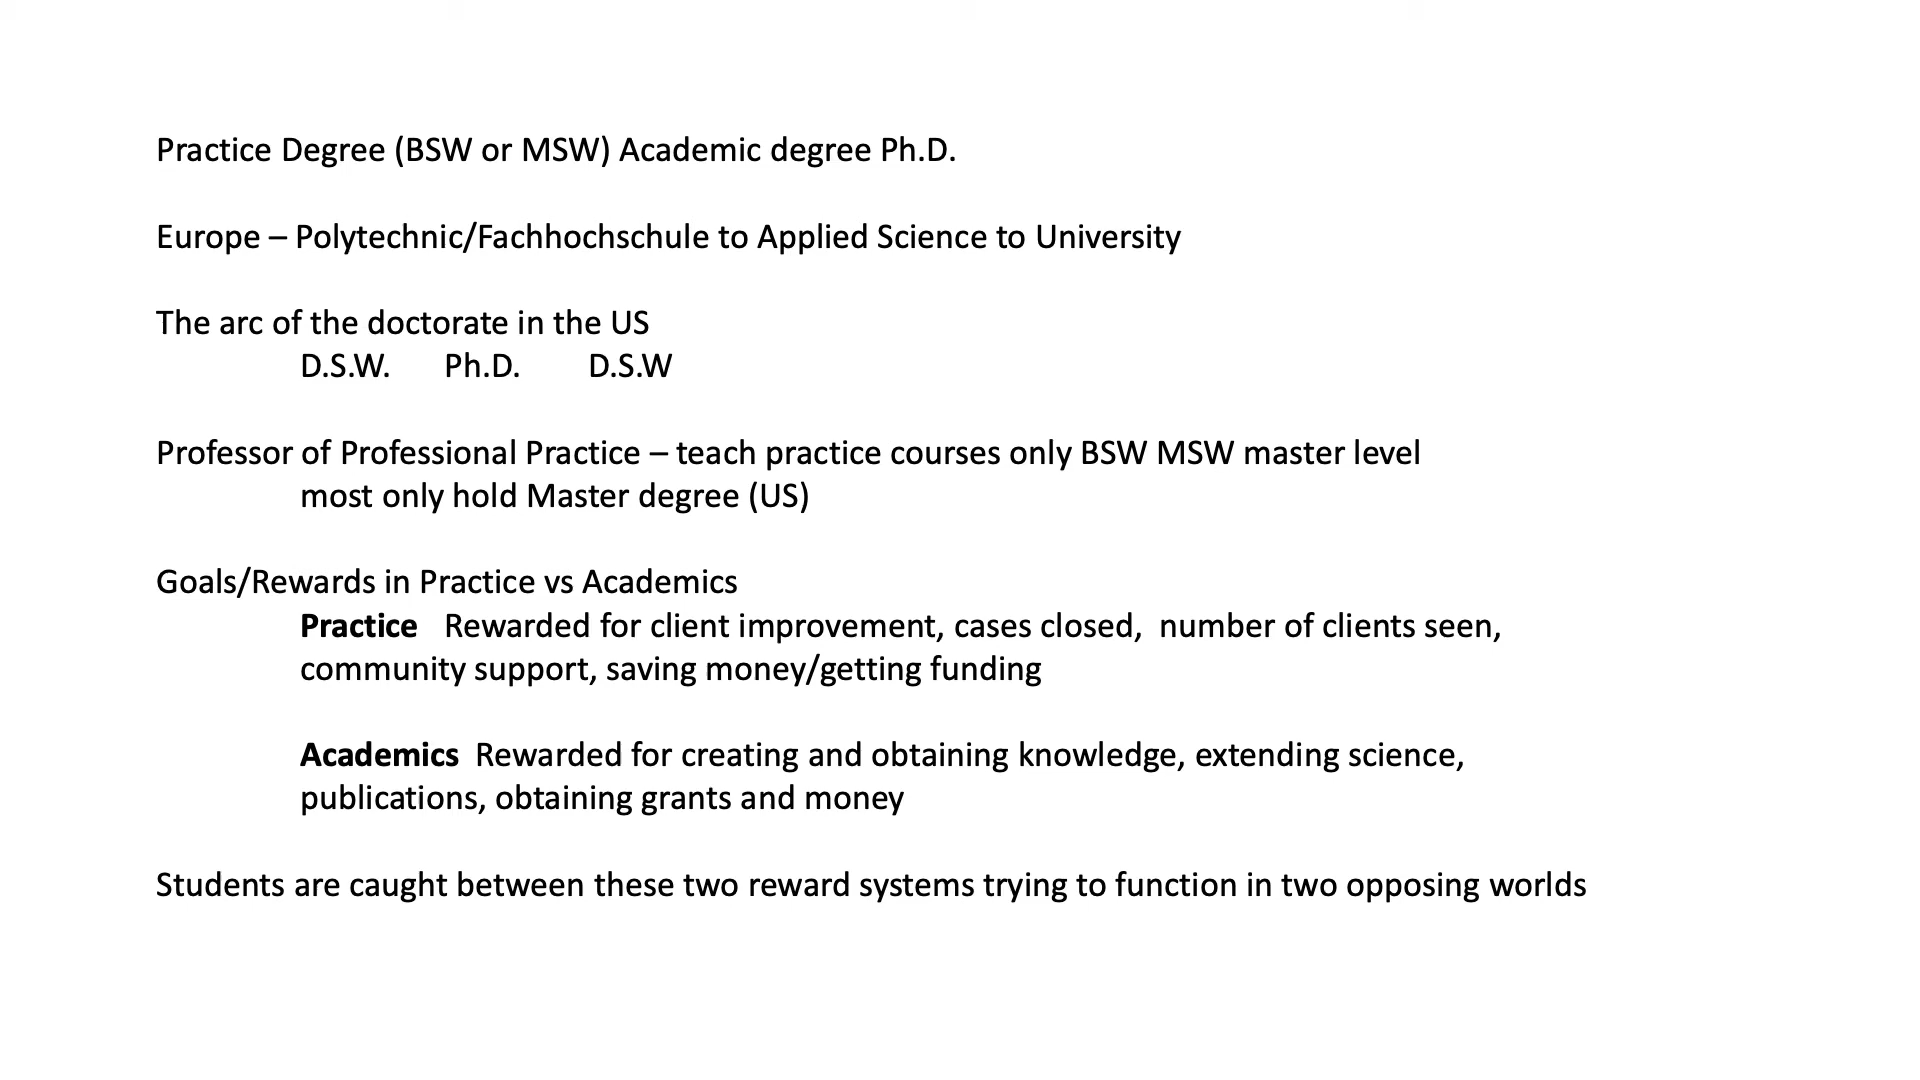 Practice Degree (BSW or MSW) Academic degree Ph.D.
Europe – Polytechnic/Fachhochschule to Applied Science to University
The arc of the doctorate in the US
D.S.W. Ph.D. D.S.W
Professor of Professional Practice – teach practice courses only BSW MSW master level
most only hold Master degree (US)
Goals/Rewards in Practice vs Academics
Practice Rewarded for client improvement, cases closed, number of clients seen,
community support, saving money/getting funding
Academics Rewarded for creating and obtaining knowledge, extending science,
publications, obtaining grants and money
Students are caught between these two reward systems trying to function in two opposing worlds